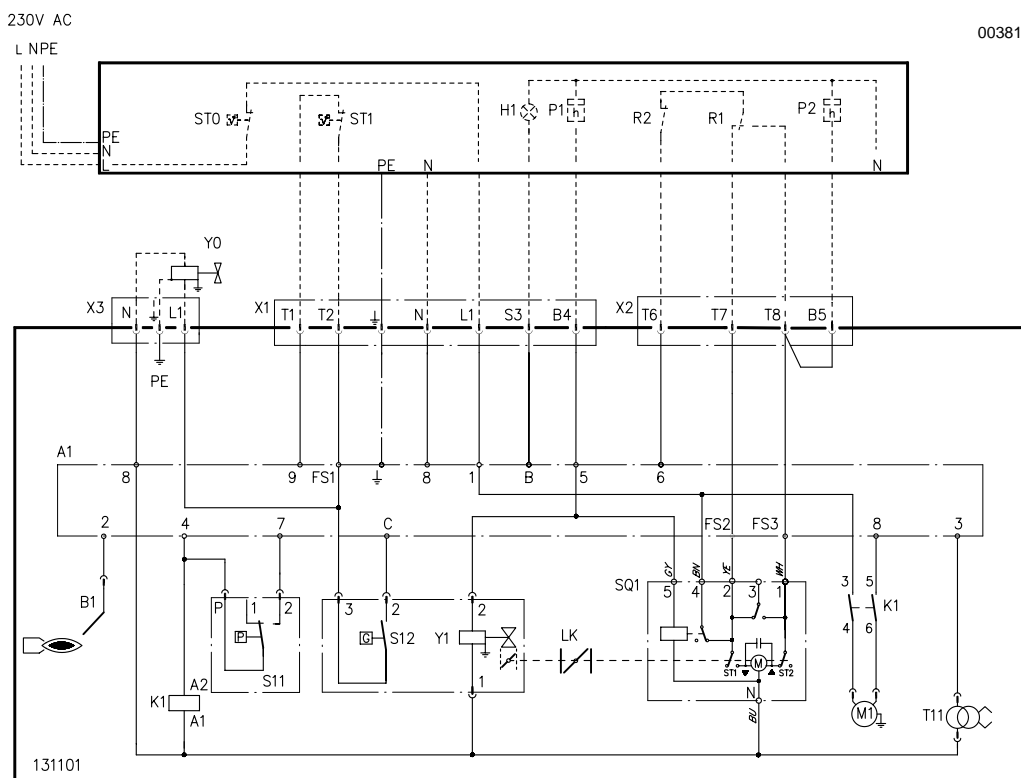 230V AC
00381
L N PE
ST0
ST1
H1
P1
h
R2
R1
P2
h
PE
N
L
PE
N
N
Y0
X3
N
L1
X1
T1
T2
N
L1
S3
B4
X2
T6
T7
T8
B5
PE
A1
8
9
FS1
8
1
B
5
6
2
4
7
C
FS2
FS3
8
3
GY
BN
YE
WH
SQ1
5
4
2
3
1
B1
P
1
2
3
2
2
3
5
K1
P
G
S12
Y1
LK
4
6
S11
ST1
M
ST2
K1
A2
A1
1
N
BU
M1
T11
131101